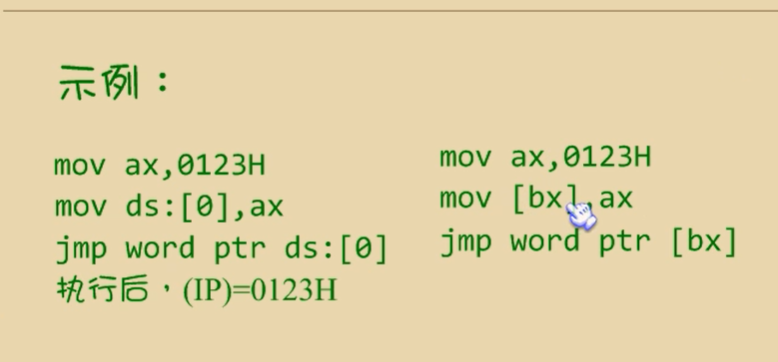 示例：
mov ax,0123H
mov ds:[0],ax
jmp word ptr ds:[0]
执行后，(IP)=0123H
mov ax,0123H
mov [bx],ax
jmp word ptr [bx]